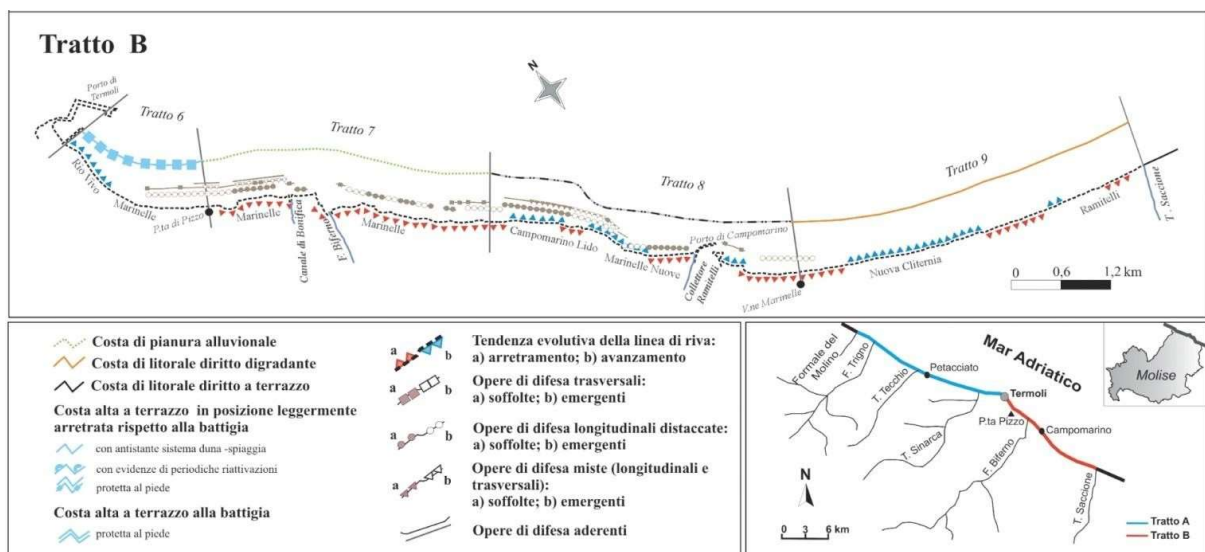 Tratto B
N
Porto di
Termoli
Tratto 6
Tratto 7
Tratto 8
Tratto 9
Rio Vivo
Marinelle
P.ta di Pizzo
Marinelle
Canale di Bonifica
F. Biferno
Marinelle
Campomarino Lido
Marinelle Nuove
Porto di Campomarino
Collettore
Ramitelli
V.ne Marinelle
Nuova Cliternia
Ramitelli
T. Saccione
0 0,6 1,2 km
Costa di pianura alluvionale
Costa di litorale diritto digradante
Costa di litorale diritto a terrazzo
Costa alta a terrazzo in posizione leggermente
arretrata rispetto alla battigia
con antistante sistema duna -spiaggia
con evidenze di periodiche riattivazioni
protetta al piede
Costa alta a terrazzo alla battigia
protetta al piede
a b
Tendenza evolutiva della linea di riva:
a) arretramento; b) avanzamento
a b
Opere di difesa trasversali:
a) soffolte; b) emergenti
a b
Opere di difesa longitudinali distaccate:
a) soffolte; b) emergenti
a b
Opere di difesa miste (longitudinali e
trasversali):
a) soffolte; b) emergenti
Opere di difesa aderenti
Formale del
Molino
F. Trigno
T. Tecchio
Petacciato
Mar Adriatico
Molise
Termoli
P.ta Pizzo
Campomarino
T. Sinarca
F. Biferno
T. Saccione
N
0 3 6 km
Tratto A
Tratto B